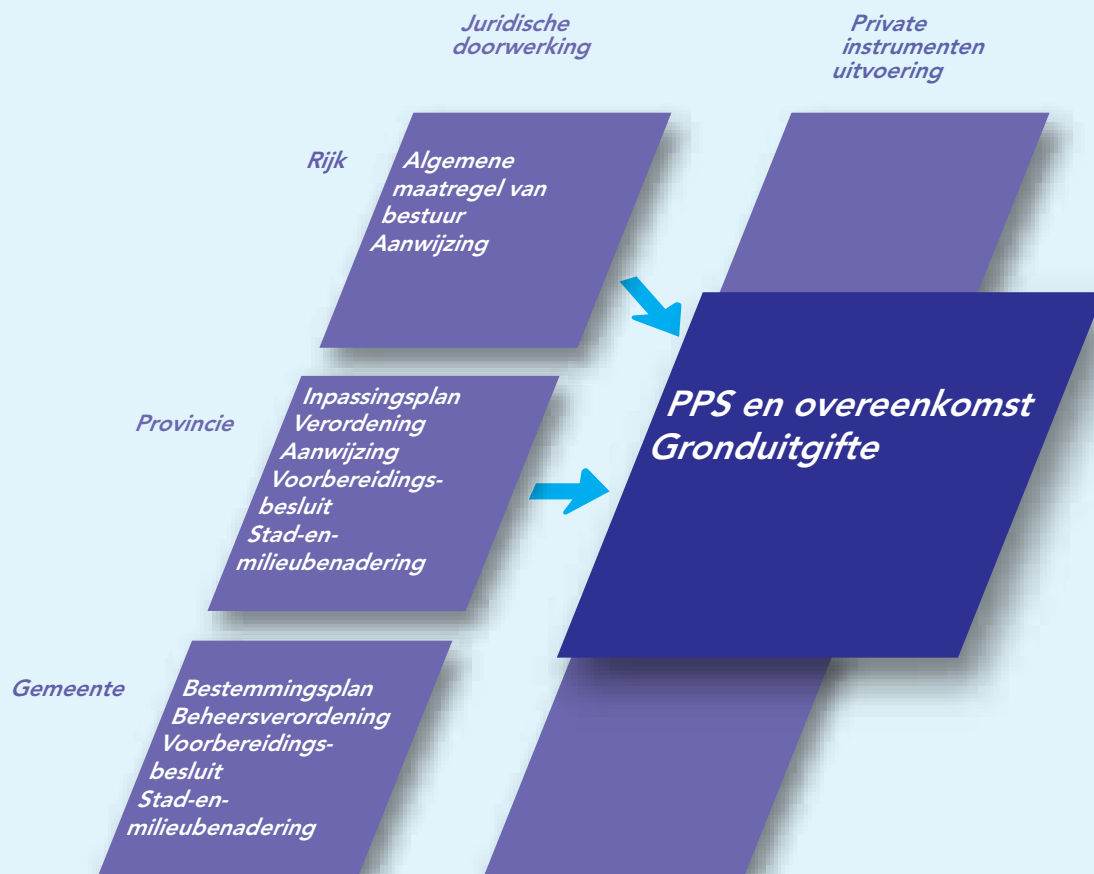 Juridische
doorwerking
Private
instrumenten
uitvoering
Rijk
Algemene
maatregel van
bestuur
Aanwijzing
Provincie
Inpassingsplan
Verordening
Aanwijzing
Voorbereidings-
besluit
Stad-en-
milieubenadering
PPS en overeenkomst
Gronduitgifte
Gemeente
Bestemmingsplan
Beheersverordening
Voorbereidings-
besluit
Stad-en-
milieubenadering